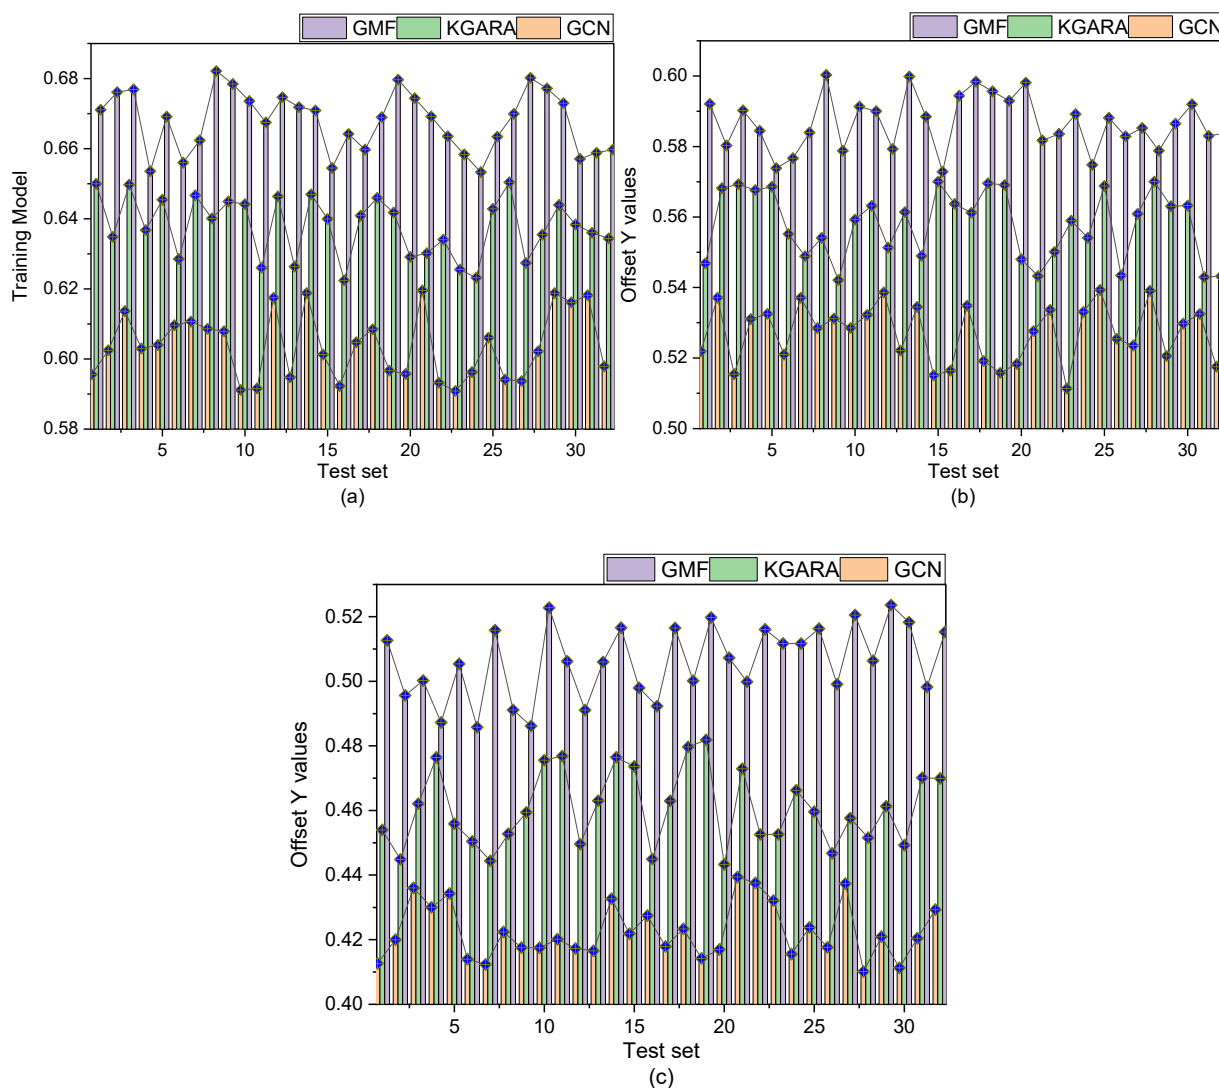 GMF KGARA GCN
0.68
0.66
0.64
0.62
0.60
0.58
Training Model
5 10 15 20 25 30
Test set
(a)
GMF KGARA GCN
0.60
0.58
0.56
0.54
0.52
0.50
Offset Y values
5 10 15 20 25 30
Test set
(b)
GMF KGARA GCN
0.52
0.50
0.48
0.46
0.44
0.42
0.40
Offset Y values
5 10 15 20 25 30
Test set
(c)